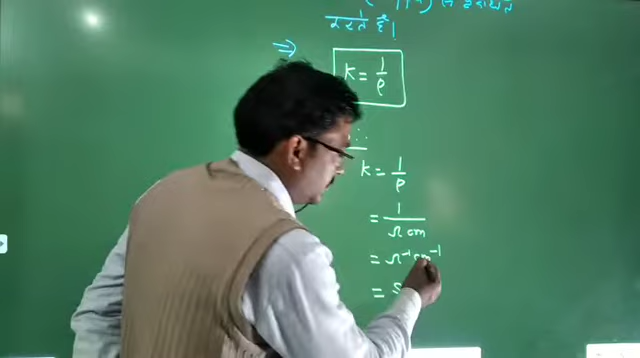 करते हैं।
⇒ K = 1/ρ
∴
K = 1/ρ
= 1/Ω cm
= Ω⁻¹ cm⁻¹
= S